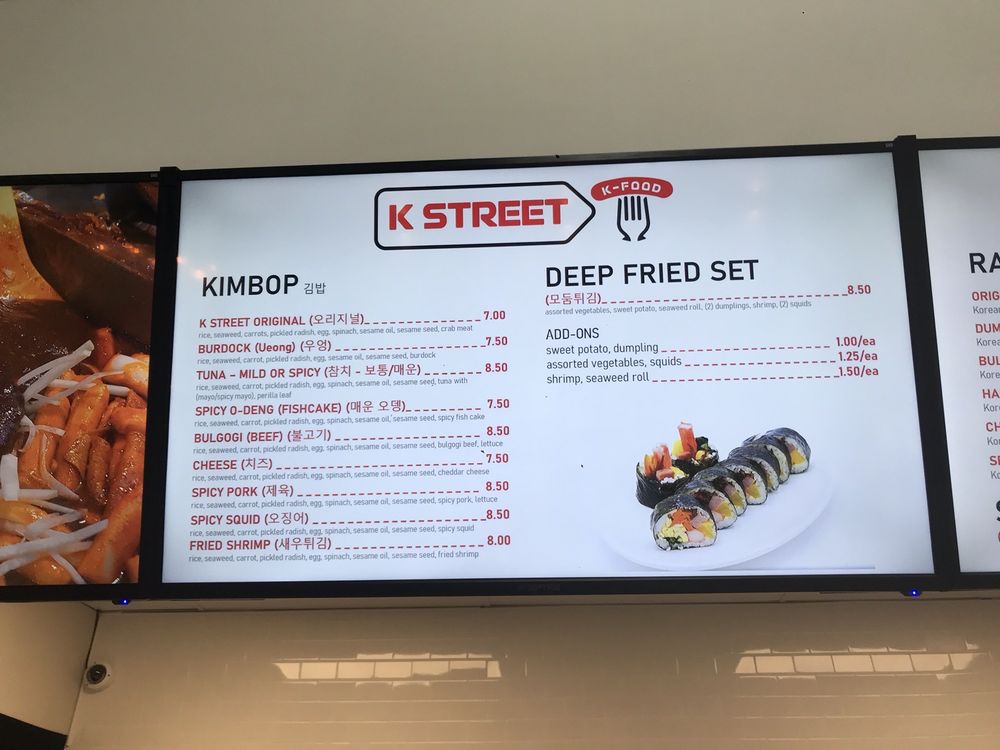 K STREET
K-FOOD
KIMBOP 김밥
K STREET ORIGINAL (오리지널) 7.00
rice, seaweed, carrots, pickled radish, egg, spinach, sesame oil, sesame seed, crab meat
BURDOCK (Ueong) (우엉) 7.50
rice, seaweed, carrot, pickled radish, egg, sesame oil, sesame seed, burdock
TUNA - MILD OR SPICY (참치 - 보통/매운) 8.50
rice, seaweed, carrot, pickled radish, egg, spinach, sesame oil, sesame seed, tuna with
(mayo/spicy mayo), perilla leaf
SPICY O-DENG (FISHCAKE) (매운 오뎅) 7.50
rice, seaweed, carrot, pickled radish, egg, spinach, sesame oil, sesame seed, spicy fish cake
BULGOGI (BEEF) (불고기) 8.50
rice, seaweed, carrot, pickled radish, egg, spinach, sesame oil, sesame seed, bulgogi beef, lettuce
CHEESE (치즈) 7.50
rice, seaweed, carrot, pickled radish, egg, spinach, sesame oil, sesame seed, cheddar cheese
SPICY PORK (제육) 8.50
rice, seaweed, carrot, pickled radish, egg, spinach, sesame oil, sesame seed, spicy pork, lettuce
SPICY SQUID (오징어) 8.50
rice, seaweed, carrot, pickled radish, egg, spinach, sesame oil, sesame seed, spicy squid
FRIED SHRIMP (새우튀김) 8.00
rice, seaweed, carrot, pickled radish, egg, spinach, sesame oil, sesame seed, fried shrimp
DEEP FRIED SET
(모둠튀김) 8.50
assorted vegetables, sweet potato, seaweed roll, (2) dumplings, shrimp, (2) squids
ADD-ONS
sweet potato, dumpling 1.00/ea
assorted vegetables, squids 1.25/ea
shrimp, seaweed roll 1.50/ea
RA
ORIG
Korea
DUM
Kore
BUL
Kore
HA
Kor
CH
Kor
SE
Ko